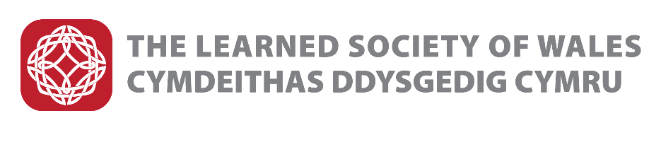 THE LEARNED SOCIETY OF WALES
CYMDEITHAS DDYSGEDIG CYMRU